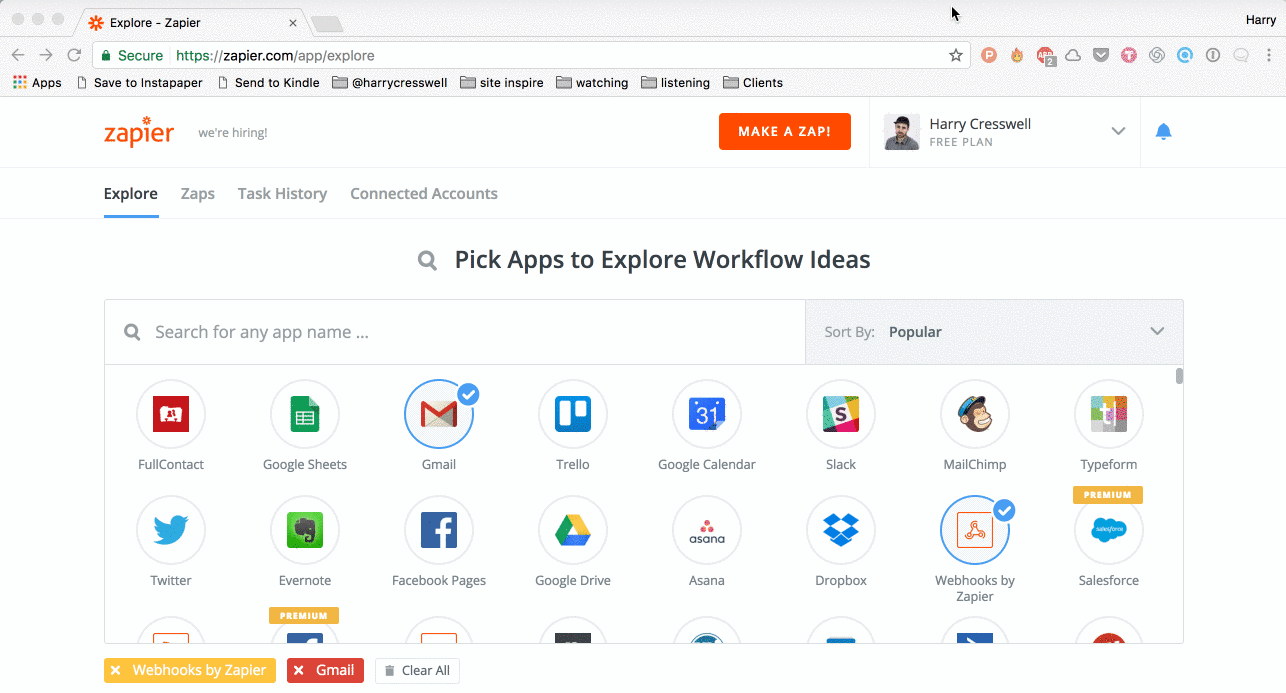 Explore - Zapier
Harry
Secure https://zapier.com/app/explore
2
Apps Save to Instapaper Send to Kindle @harrycresswell site inspire watching listening Clients
zapier we're hiring! MAKE A ZAP! Harry Cresswell
FREE PLAN
Explore Zaps Task History Connected Accounts
Pick Apps to Explore Workflow Ideas
Search for any app name ... Sort By: Popular
31
FullContact Google Sheets Gmail Trello Google Calendar Slack MailChimp Typeform
PREMIUM
asana salesforce
Twitter Evernote Facebook Pages Google Drive Asana Dropbox Webhooks by Zapier Salesforce
PREMIUM
Webhooks by Zapier Gmail Clear All